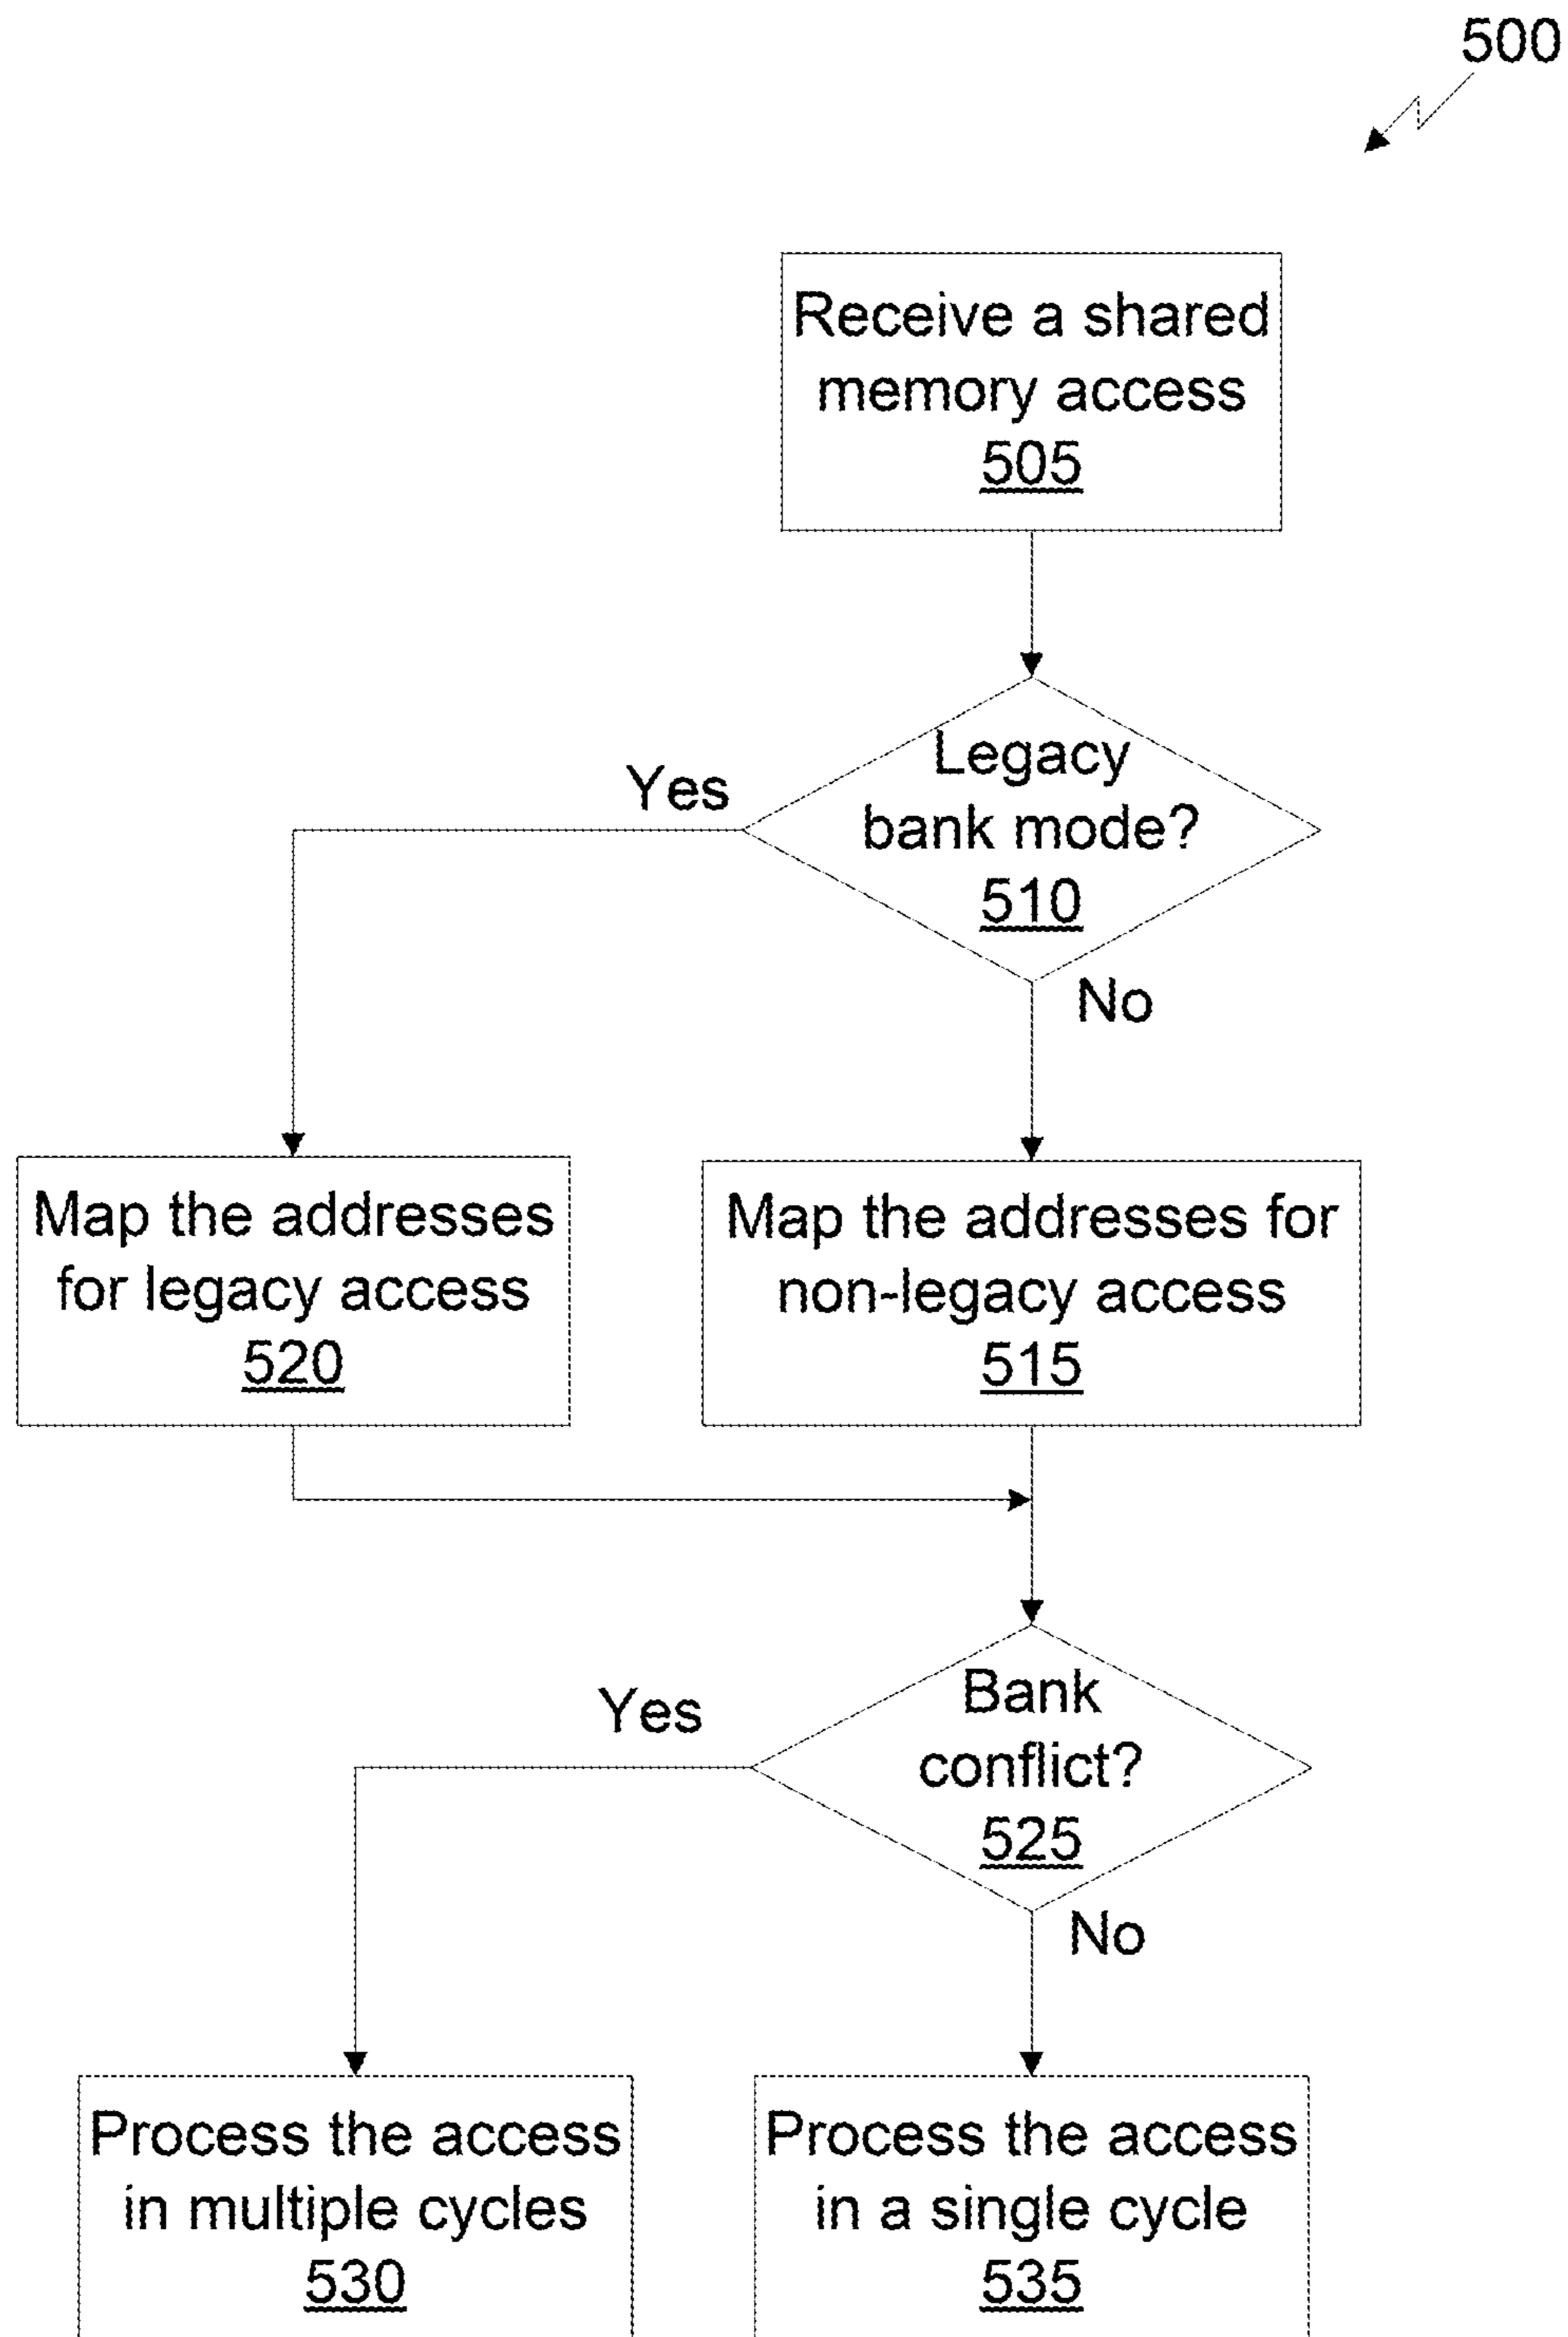 500
Receive a shared
memory access
505
Legacy
bank mode?
510
Yes
No
Map the addresses
for legacy access
520
Map the addresses for
non-legacy access
515
Bank
conflict?
525
Yes
No
Process the access
in multiple cycles
530
Process the access
in a single cycle
535